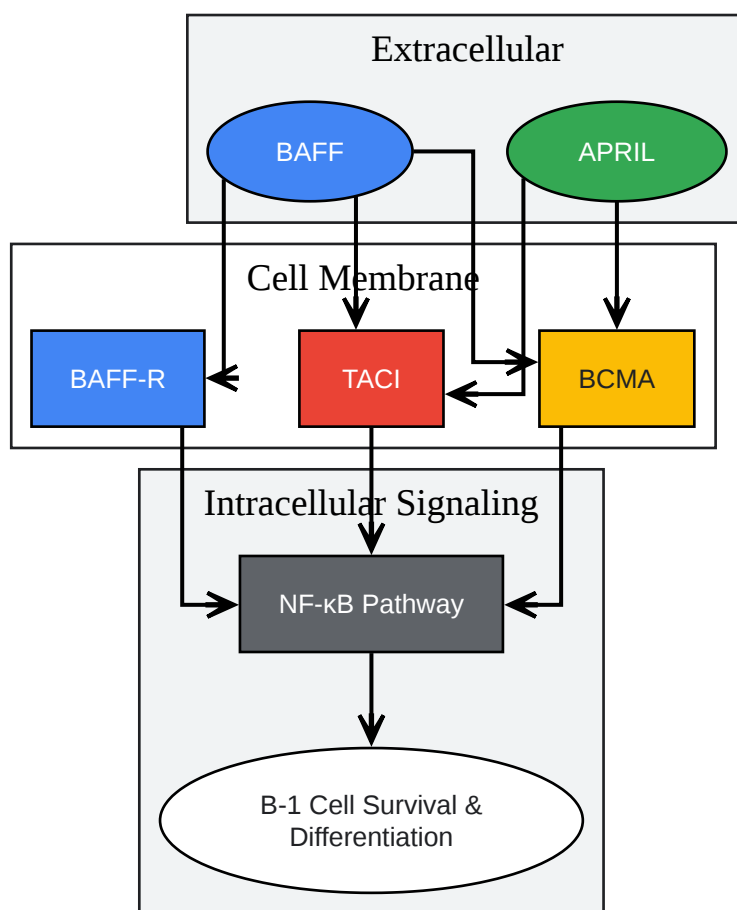 Extracellular
BAFF
APRIL
Cell Membrane
BAFF-R
TACI
BCMA
Intracellular Signaling
NF-κB Pathway
B-1 Cell Survival &
Differentiation